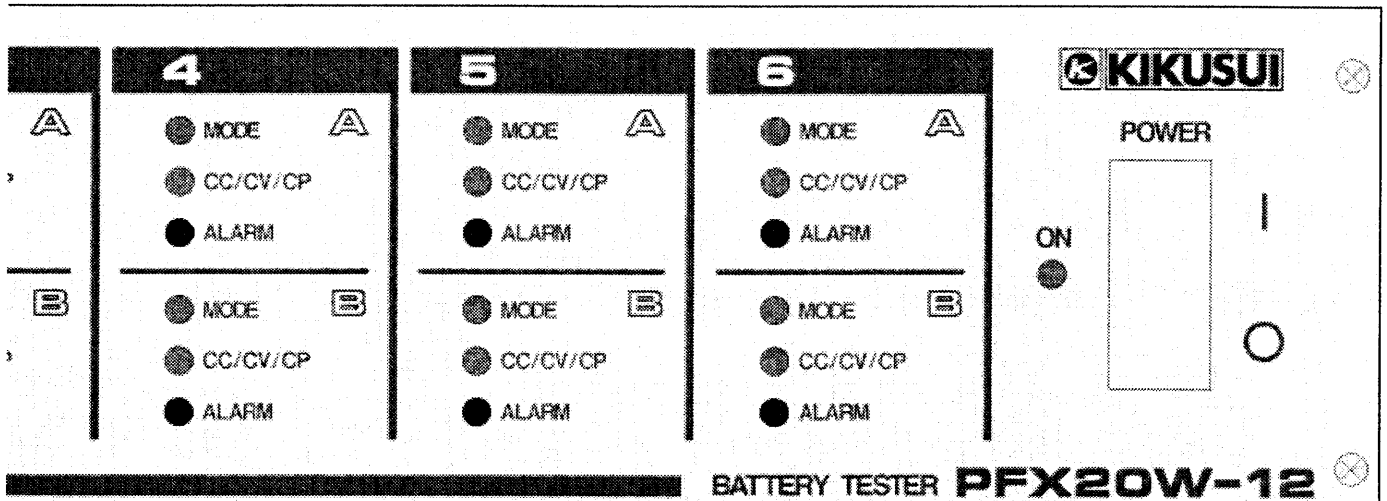 4 5 6 KIKUSUI
A A A A POWER
MODE MODE MODE
CC/CV/CP CC/CV/CP CC/CV/CP
ALARM ALARM ALARM ON I
B B B B
MODE MODE MODE
CC/CV/CP CC/CV/CP CC/CV/CP O
ALARM ALARM ALARM
BATTERY TESTER PFX20W-12